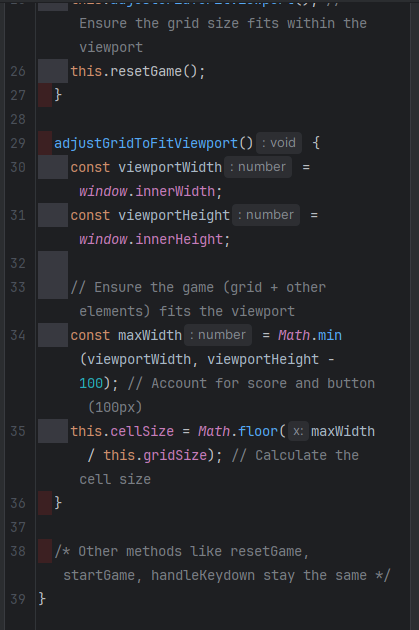 Ensure the grid size fits within the
viewport
26 this.resetGame();
27 }
28
29 adjustGridToFitViewport() : void {
30 const viewportWidth : number =
window.innerWidth;
31 const viewportHeight : number =
window.innerHeight;
32
33 // Ensure the game (grid + other
elements) fits the viewport
34 const maxWidth : number = Math.min
(viewportWidth, viewportHeight -
100); // Account for score and button
(100px)
35 this.cellSize = Math.floor( x: maxWidth
/ this.gridSize); // Calculate the
cell size
36 }
37
38 /* Other methods like resetGame,
startGame, handleKeydown stay the same */
39 }